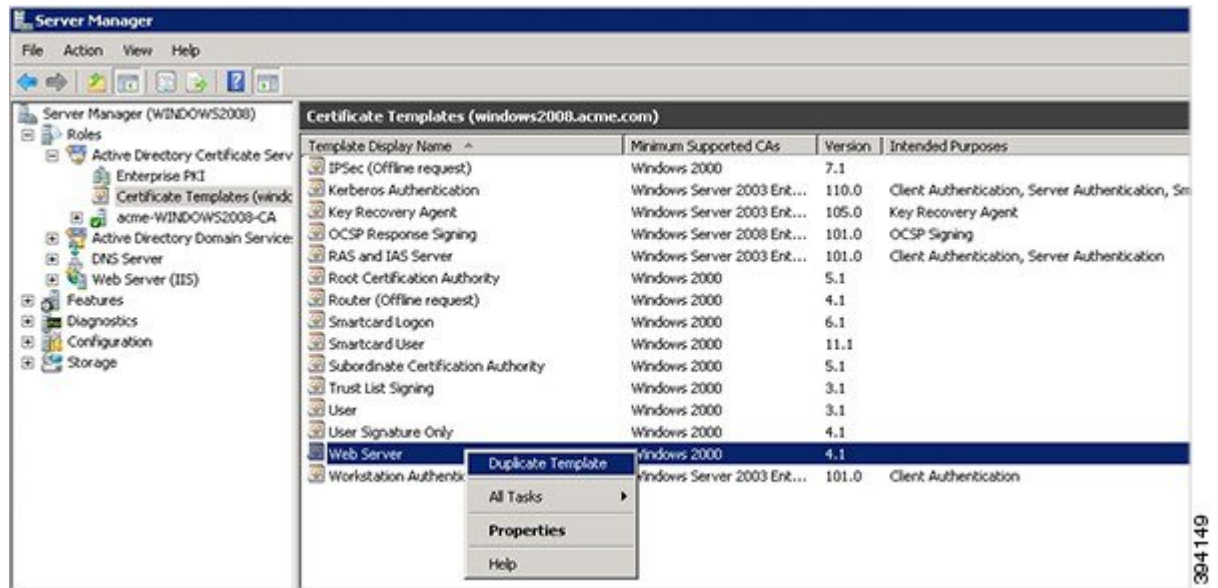 Server Manager
File Action View Help
Server Manager (WINDOWS2008)
Roles
Active Directory Certificate Serv
Enterprise PKI
Certificate Templates (windc
acme-WINDOWS2008-CA
Active Directory Domain Service:
DNS Server
Web Server (IIS)
Features
Diagnostics
Configuration
Storage
Certificate Templates (windows2008.acme.com)
Template Display Name Minimum Supported CAs Version Intended Purposes
IPSec (Offline request) Windows 2000 7.1
Kerberos Authentication Windows Server 2003 Ent... 110.0 Client Authentication, Server Authentication, Sm
Key Recovery Agent Windows Server 2003 Ent... 105.0 Key Recovery Agent
OCSP Response Signing Windows Server 2008 Ent... 101.0 OCSP Signing
RAS and IAS Server Windows Server 2003 Ent... 101.0 Client Authentication, Server Authentication
Root Certification Authority Windows 2000 5.1
Router (Offline request) Windows 2000 4.1
Smartcard Logon Windows 2000 6.1
Smartcard User Windows 2000 11.1
Subordinate Certification Authority Windows 2000 5.1
Trust List Signing Windows 2000 3.1
User Windows 2000 3.1
User Signature Only Windows 2000 4.1
Web Server Windows 2000 4.1
Workstation Authentic Windows Server 2003 Ent... 101.0 Client Authentication
Duplicate Template
All Tasks
Properties
Help
394149